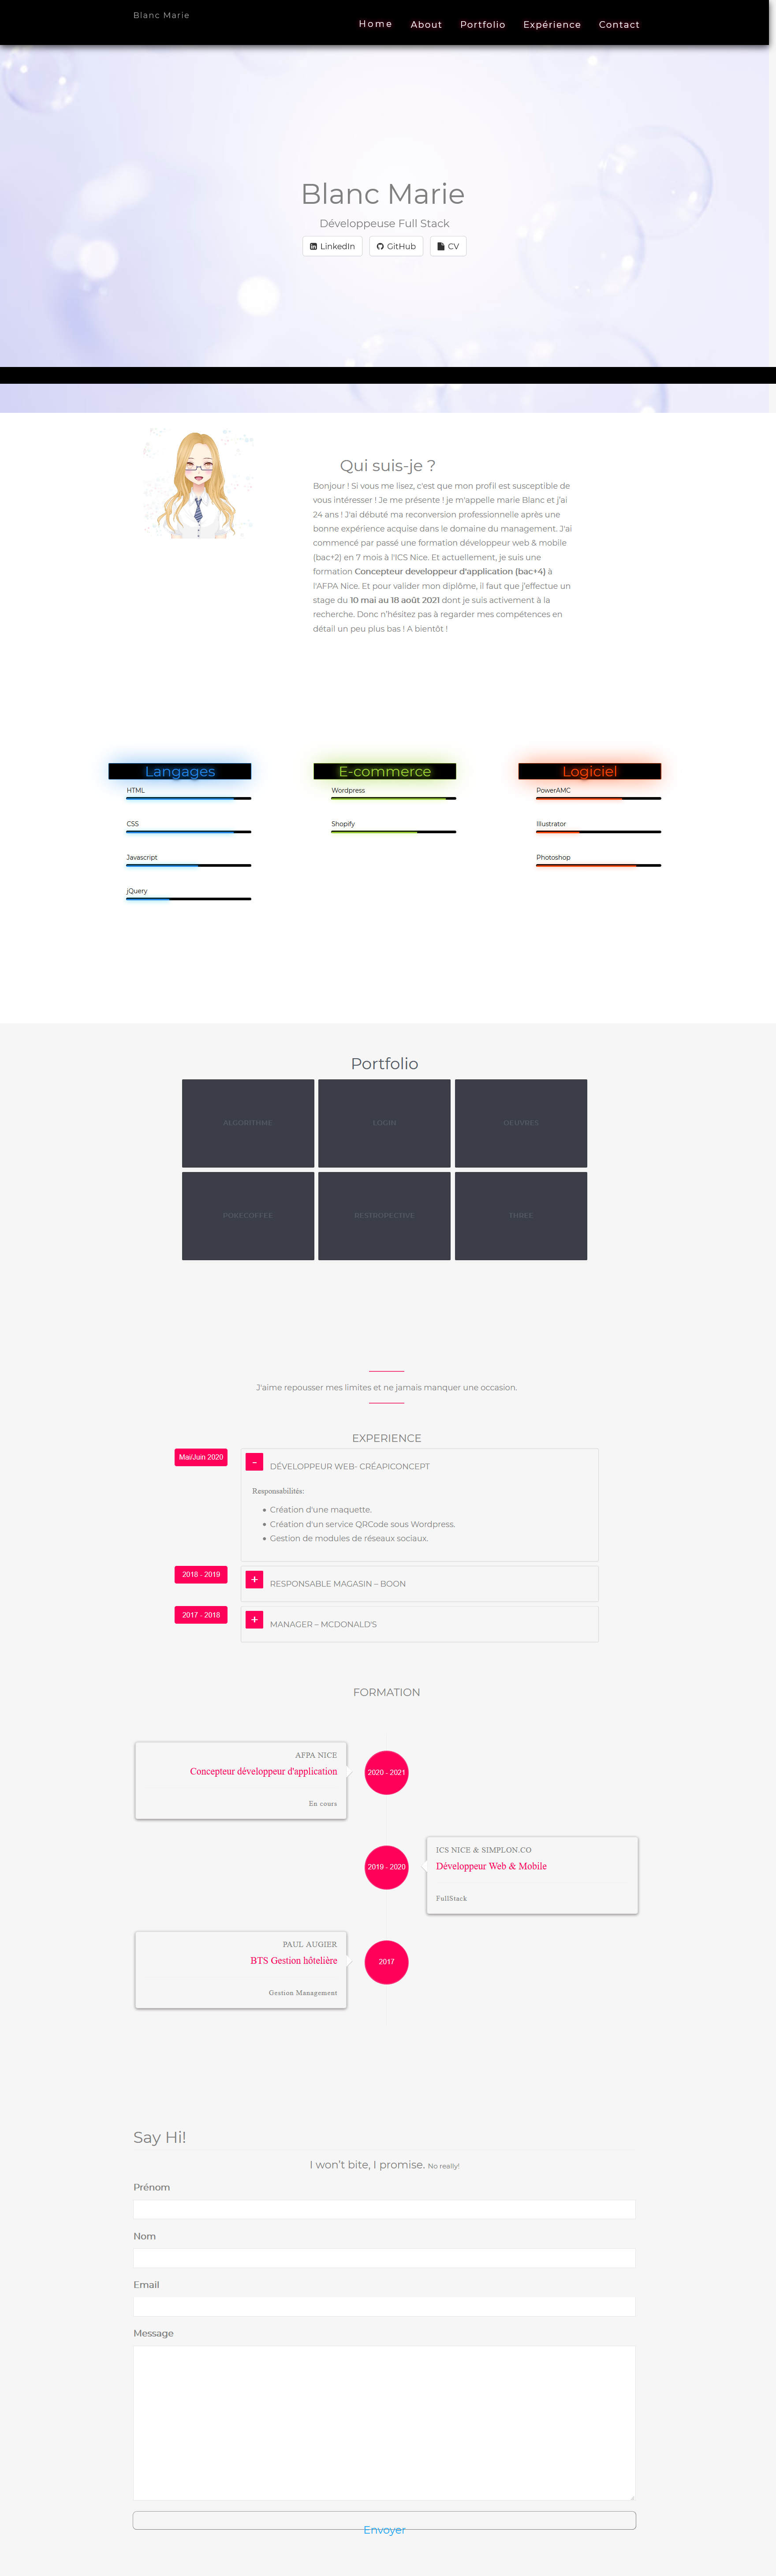 Blanc Marie
Home About Portfolio Expérience Contact
Blanc Marie
Développeuse Full Stack
LinkedIn GitHub CV
Qui suis-je ?
Bonjour ! Si vous me lisez, c'est que mon profil est susceptible de
vous intéresser ! Je me présente ! je m'appelle marie Blanc et j'ai
24 ans ! J'ai débuté ma reconversion professionnelle après une
bonne expérience acquise dans le domaine du management. J'ai
commencé par passé une formation développeur web & mobile
(bac+2) en 7 mois à l'ICS Nice. Et actuellement, je suis une
formation Concepteur developpeur d'application (bac+4) à
l'AFPA Nice. Et pour valider mon diplôme, il faut que j'effectue un
stage du 10 mai au 18 août 2021 dont je suis activement à la
recherche. Donc n'hésitez pas à regarder mes compétences en
détail un peu plus bas ! A bientôt !
Langages
HTML
CSS
Javascript
jQuery
E-commerce
Wordpress
Shopify
Logiciel
PowerAMC
Illustrator
Photoshop
Portfolio
ALGORITHME LOGIN OEUVRES
POKECOFFEE RESTROPECTIVE THREE
J'aime repousser mes limites et ne jamais manquer une occasion.
EXPERIENCE
Mai/Juin 2020
- DÉVELOPPEUR WEB- CRÉAPICONCEPT
Responsabilités:
• Création d'une maquette.
• Création d'un service QRCode sous Wordpress.
• Gestion de modules de réseaux sociaux.
2018 - 2019
+ RESPONSABLE MAGASIN – BOON
2017 - 2018
+ MANAGER – MCDONALD'S
FORMATION
AFPA NICE
Concepteur développeur d'application
En cours
2020 - 2021
2019 - 2020
ICS NICE & SIMPLON.CO
Développeur Web & Mobile
FullStack
PAUL AUGIER
BTS Gestion hôtelière
Gestion Management
2017
Say Hi!
I won't bite, I promise. No really!
Prénom
Nom
Email
Message
Envoyer